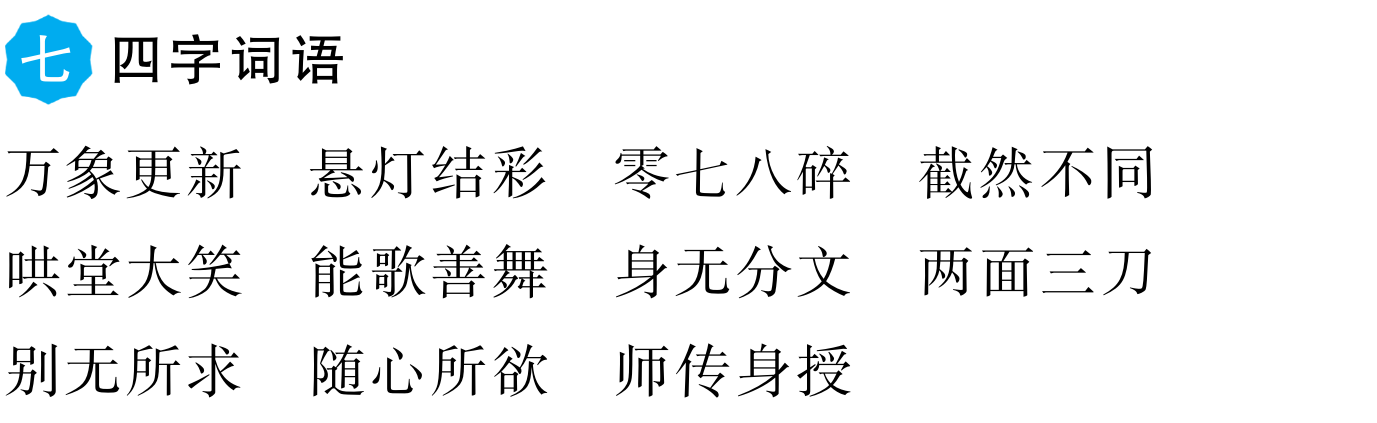 七 四字词语
万象更新 悬灯结彩 零七八碎 截然不同
哄堂大笑 能歌善舞 身无分文 两面三刀
别无所求 随心所欲 师传身授